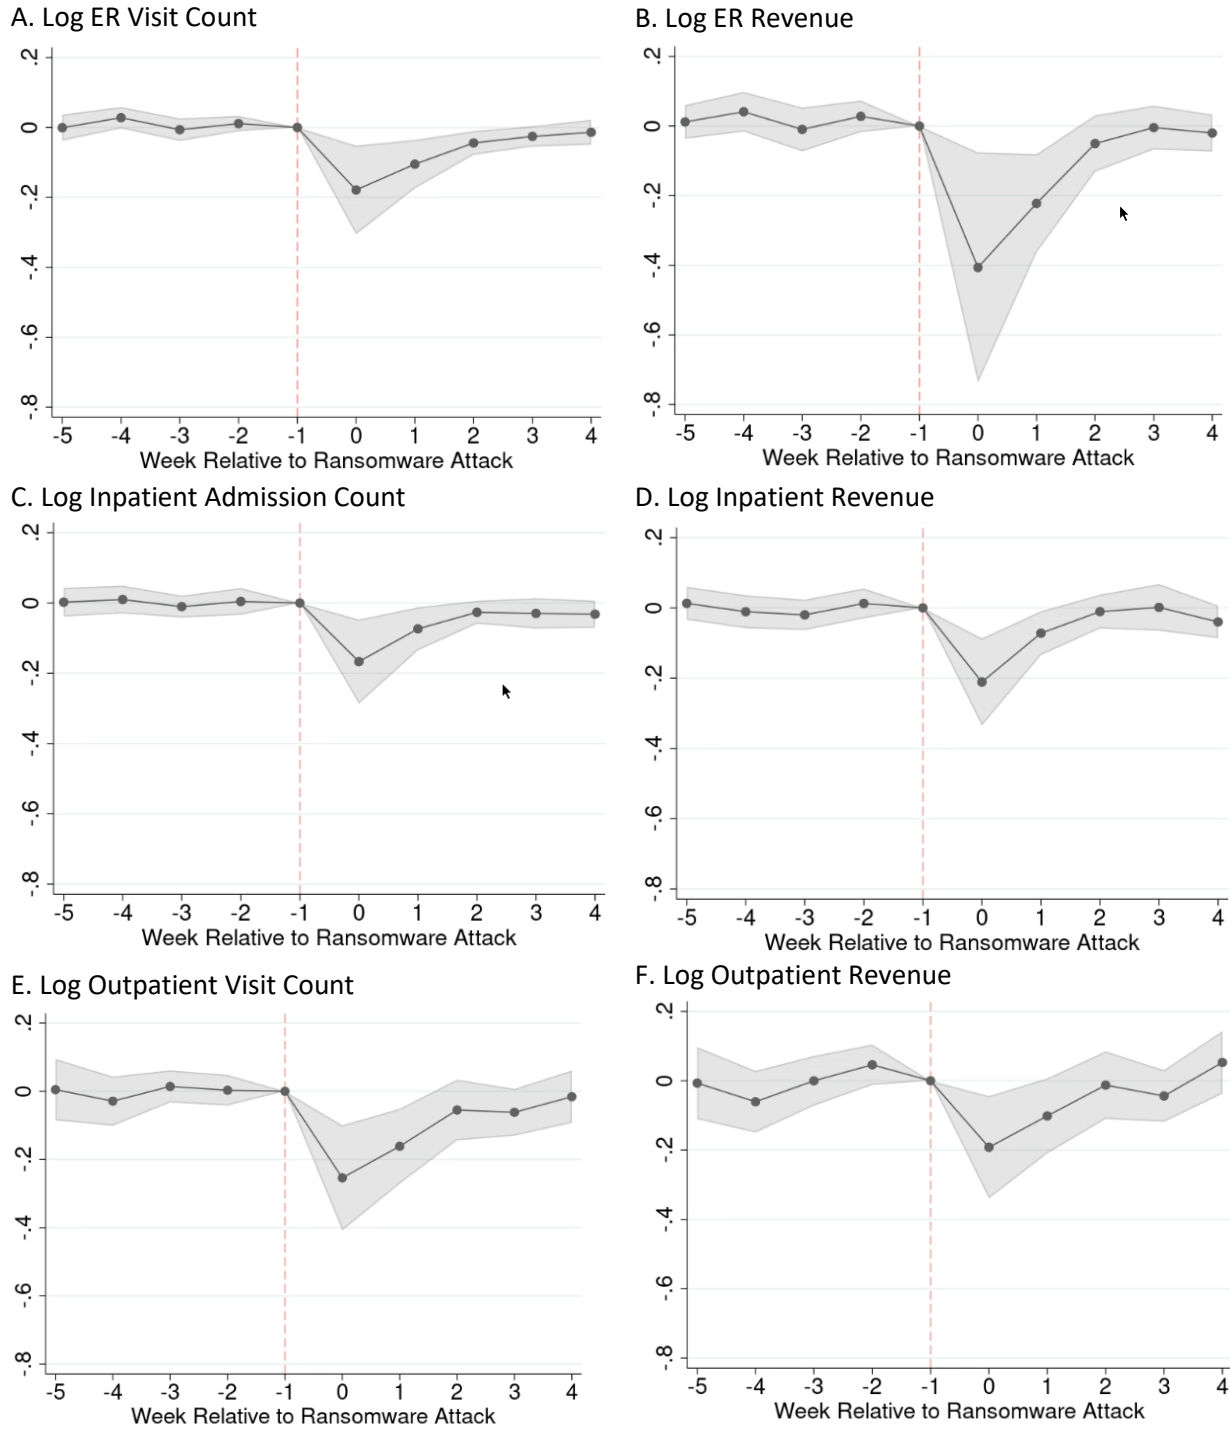 A. Log ER Visit Count
.2
0
-.2
-.4
-.6
-.8
-5 -4 -3 -2 -1 0 1 2 3 4
Week Relative to Ransomware Attack
B. Log ER Revenue
.2
0
-.2
-.4
-.6
-.8
-5 -4 -3 -2 -1 0 1 2 3 4
Week Relative to Ransomware Attack
C. Log Inpatient Admission Count
.2
0
-.2
-.4
-.6
-.8
-5 -4 -3 -2 -1 0 1 2 3 4
Week Relative to Ransomware Attack
D. Log Inpatient Revenue
.2
0
-.2
-.4
-.6
-.8
-5 -4 -3 -2 -1 0 1 2 3 4
Week Relative to Ransomware Attack
E. Log Outpatient Visit Count
.2
0
-.2
-.4
-.6
-.8
-5 -4 -3 -2 -1 0 1 2 3 4
Week Relative to Ransomware Attack
F. Log Outpatient Revenue
.2
0
-.2
-.4
-.6
-.8
-5 -4 -3 -2 -1 0 1 2 3 4
Week Relative to Ransomware Attack